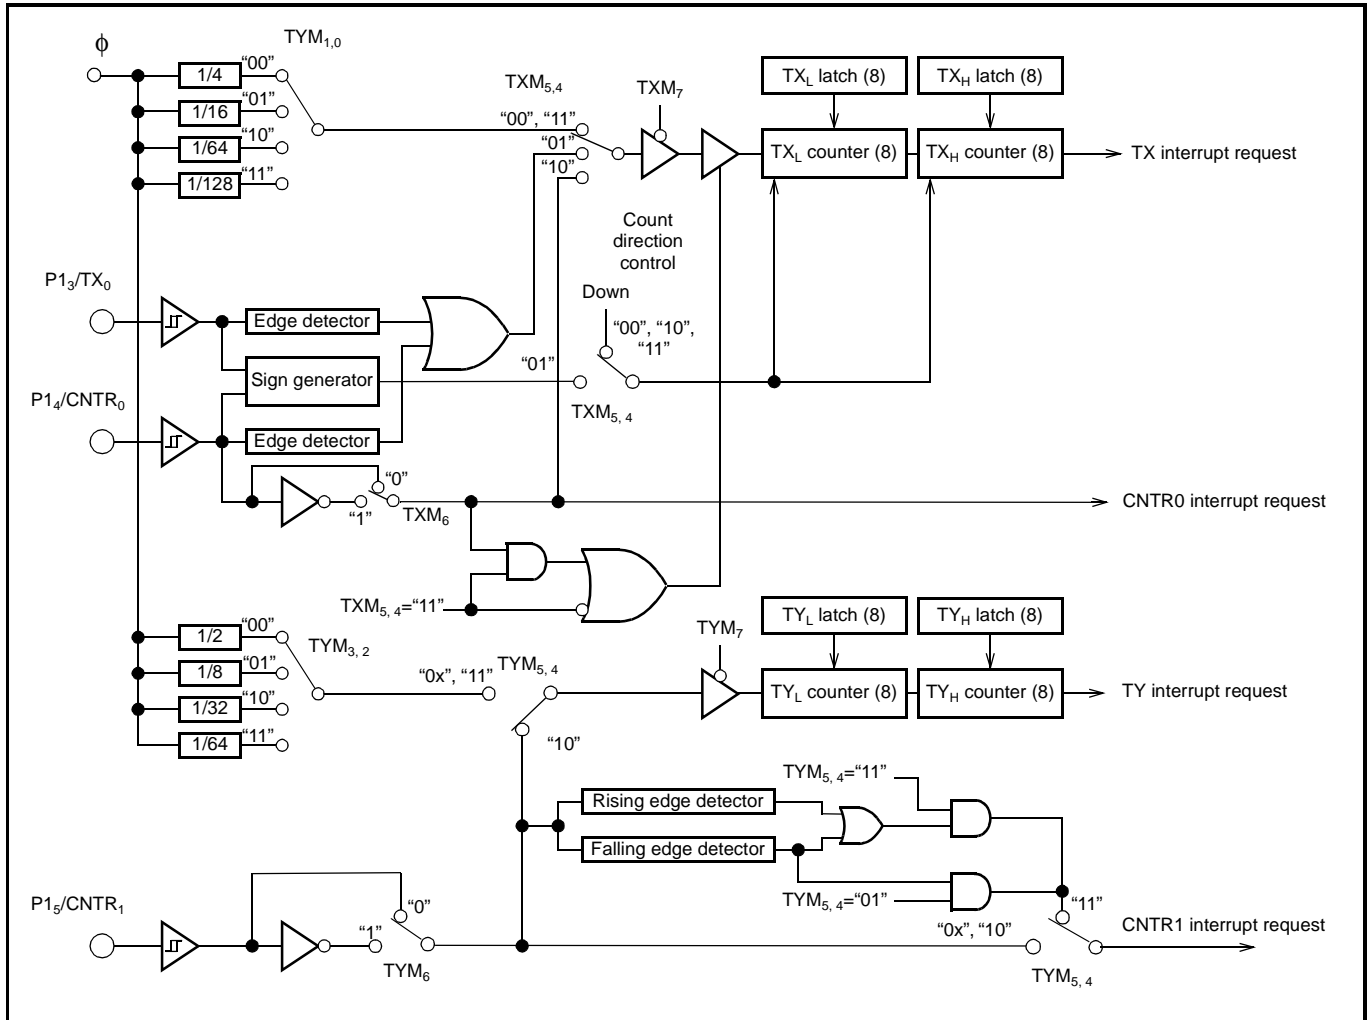 ϕ
TYM1,0
1/4 “00”
1/16 “01”
1/64 “10”
1/128 “11”
TXM5,4
“00”, “11”
“01”
“10”
TXM7
TXL latch (8)
TXH latch (8)
TXL counter (8)
TXH counter (8)
TX interrupt request
Count
direction
control
Down
“00”, “10”,
“11”
“01”
TXM5, 4
P13/TX0
Edge detector
Sign generator
P14/CNTR0
Edge detector
“0”
“1”
TXM6
CNTR0 interrupt request
TXM5, 4=“11”
1/2 “00”
1/8 “01”
1/32 “10”
1/64 “11”
TYM3, 2
“0x”, “11”
TYM5, 4
“10”
TYM7
TYL latch (8)
TYH latch (8)
TYL counter (8)
TYH counter (8)
TY interrupt request
TYM5, 4=“11”
Rising edge detector
Falling edge detector
TYM5, 4=“01”
P15/CNTR1
“0”
“1”
TYM6
“0x”, “10”
“11”
TYM5, 4
CNTR1 interrupt request